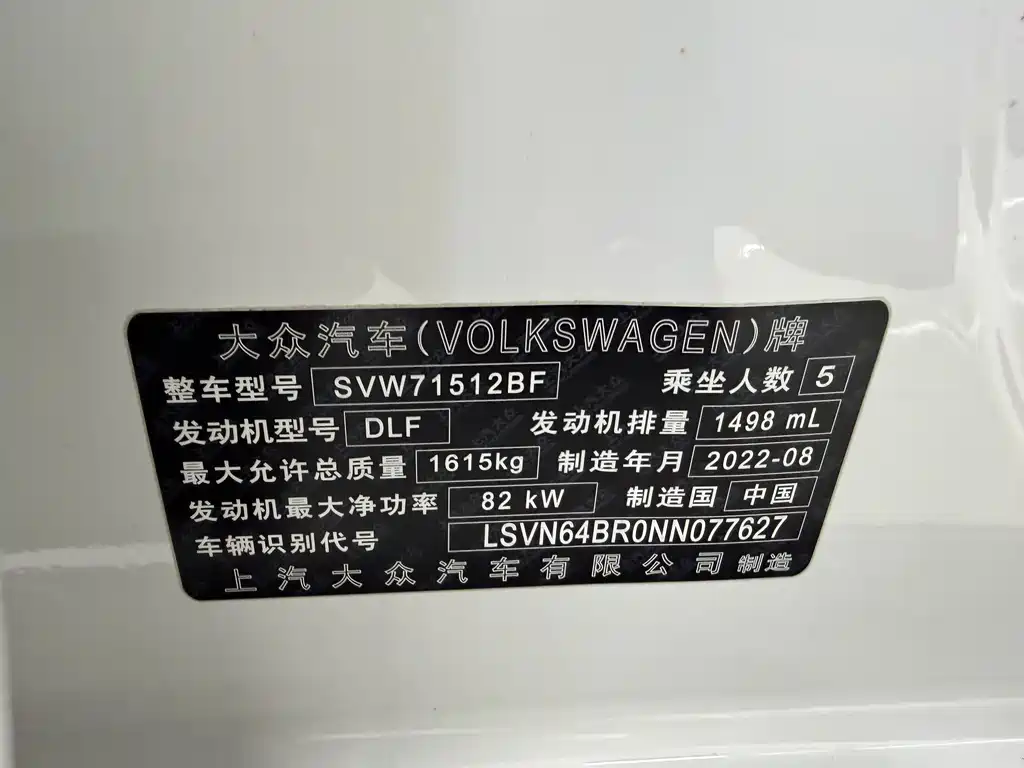 大众汽车(VOLKSWAGEN)牌
整车型号 SVW71512BF 乘坐人数 5
发动机型号 DLF 发动机排量 1498 mL
最大允许总质量 1615kg 制造年月 2022-08
发动机最大净功率 82 kW 制造国 中国
车辆识别代号 LSVN64BR0NN077627
上汽大众汽车有限公司 制造